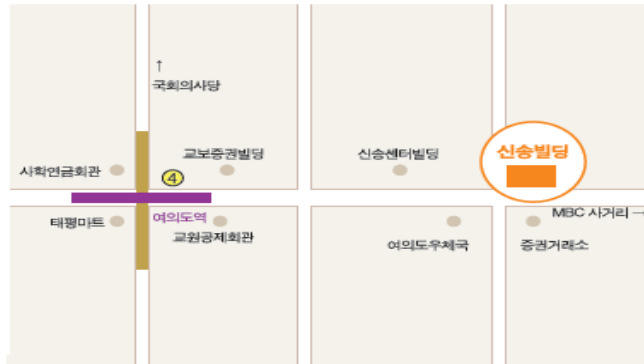 ↑
국회의사당
교보증권빌딩
신송센터빌딩
신송빌딩
사학연금회관
④
태평마트
여의도역
교원공제회관
여의도우체국
증권거래소
MBC 사거리 →